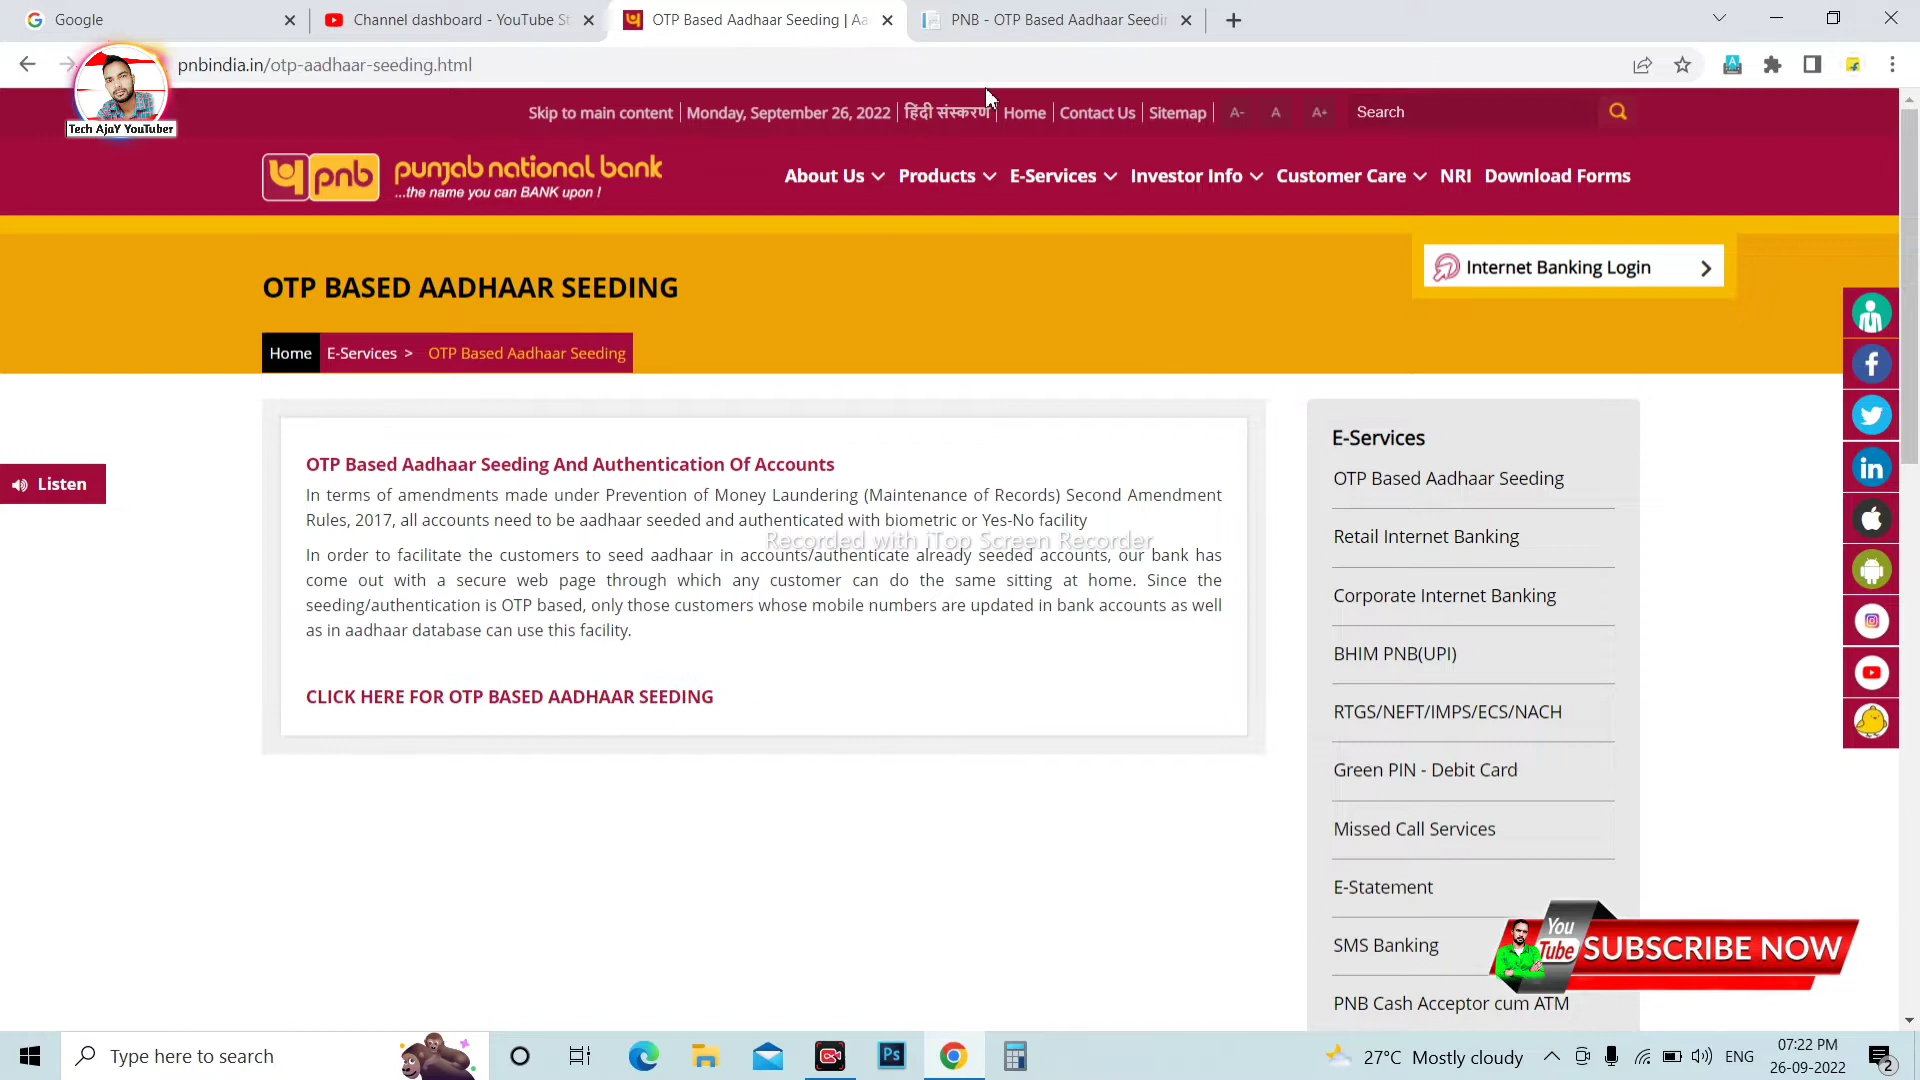 Google
Channel dashboard - YouTube St
OTP Based Aadhaar Seeding | Aa
PNB - OTP Based Aadhaar Seedin
pnbindia.in/otp-aadhaar-seeding.html
Tech AjaY YouTuber
Skip to main content Monday, September 26, 2022 हिंदी संस्करण Home Contact Us Sitemap A- A A+ Search
पnb punjab national bank
...the name you can BANK upon !
About Us Products E-Services Investor Info Customer Care NRI Download Forms
Internet Banking Login
OTP BASED AADHAAR SEEDING
Home E-Services > OTP Based Aadhaar Seeding
Listen
OTP Based Aadhaar Seeding And Authentication Of Accounts
In terms of amendments made under Prevention of Money Laundering (Maintenance of Records) Second Amendment
Rules, 2017, all accounts need to be aadhaar seeded and authenticated with biometric or Yes-No facility
Recorded with iTop Screen Recorder
In order to facilitate the customers to seed aadhaar in accounts/authenticate already seeded accounts, our bank has
come out with a secure web page through which any customer can do the same sitting at home. Since the
seeding/authentication is OTP based, only those customers whose mobile numbers are updated in bank accounts as well
as in aadhaar database can use this facility.
CLICK HERE FOR OTP BASED AADHAAR SEEDING
E-Services
OTP Based Aadhaar Seeding
Retail Internet Banking
Corporate Internet Banking
BHIM PNB(UPI)
RTGS/NEFT/IMPS/ECS/NACH
Green PIN - Debit Card
Missed Call Services
E-Statement
SMS Banking
PNB Cash Acceptor cum ATM
You
Tube SUBSCRIBE NOW
Type here to search
Ps
27°C Mostly cloudy
ENG
07:22 PM
26-09-2022
2